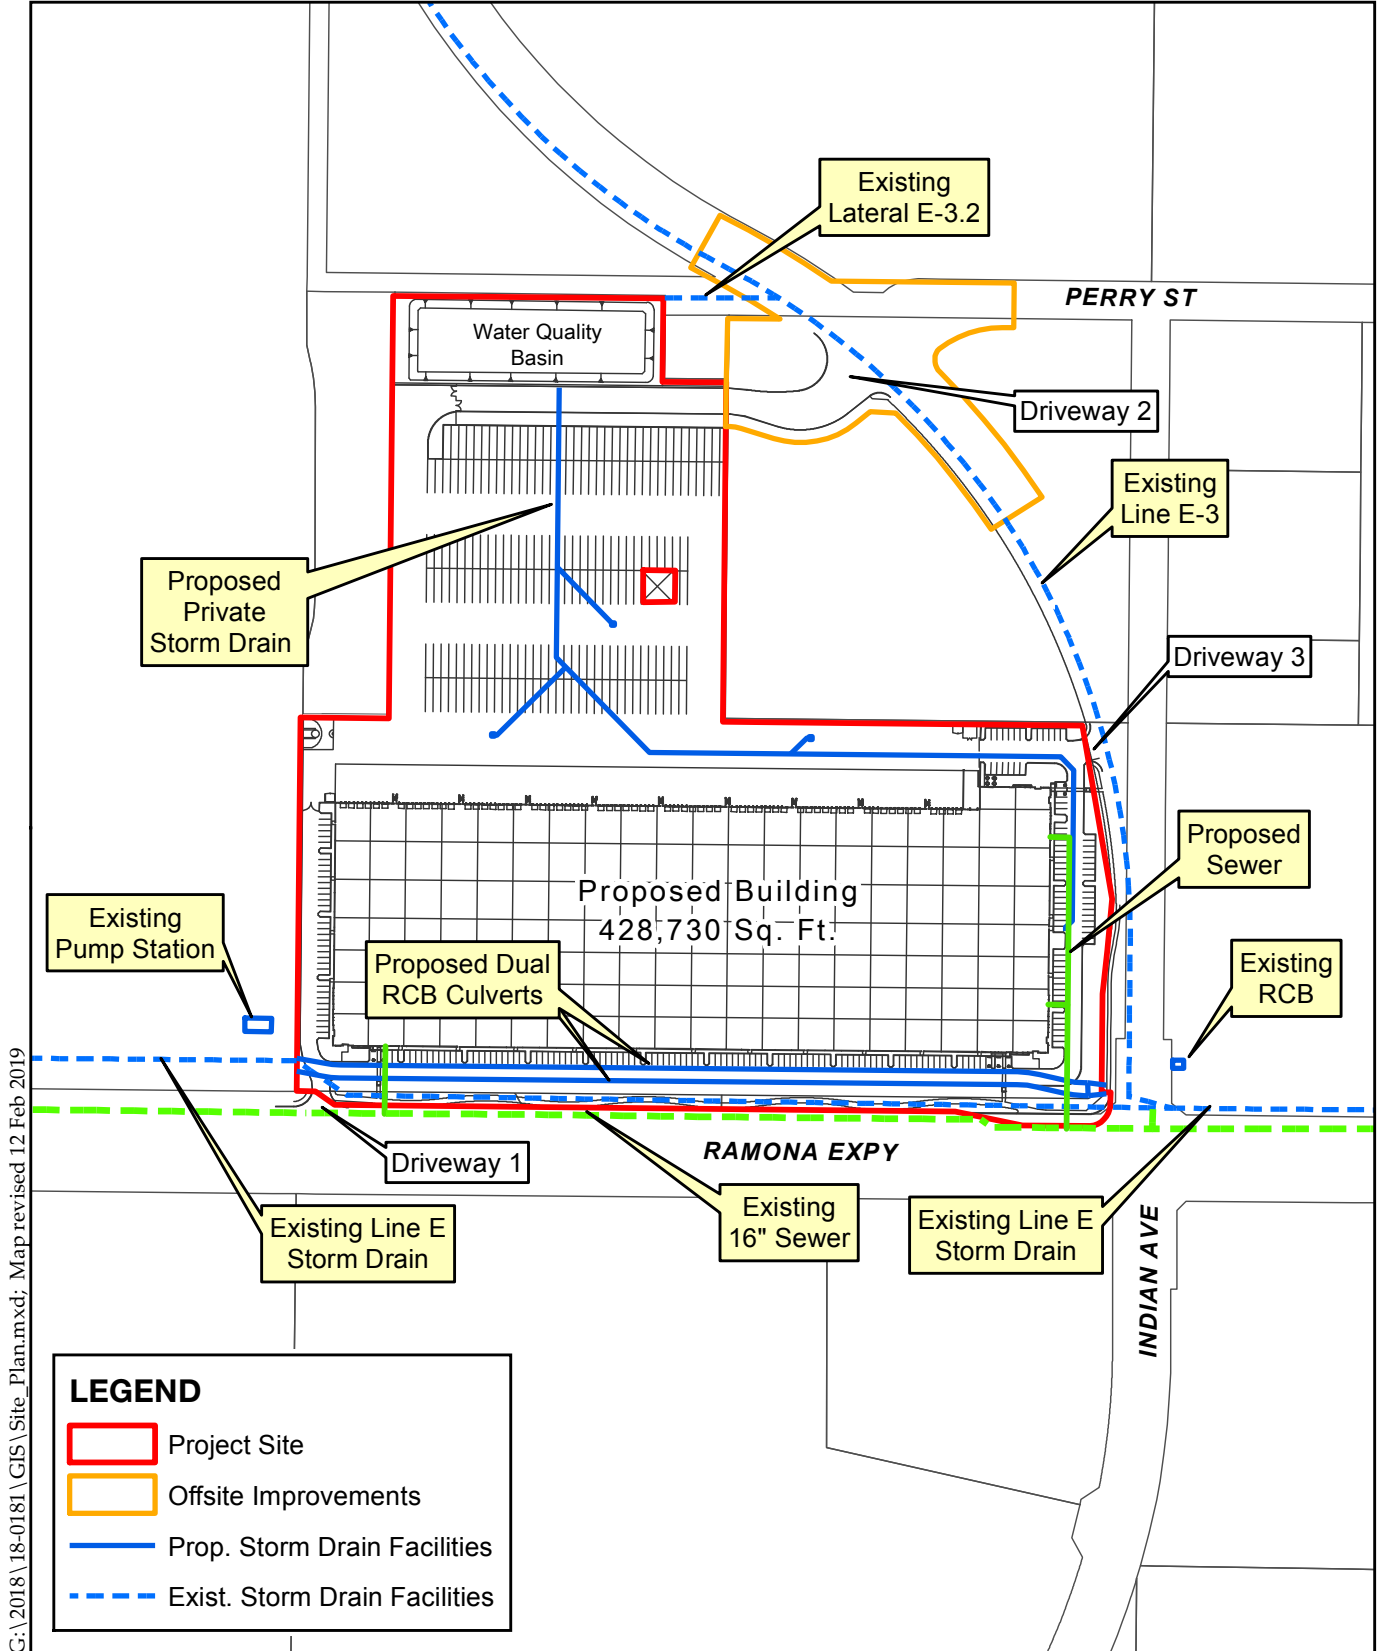 Existing
Lateral E-3.2
PERRY ST
Water Quality
Basin
Driveway 2
Existing
Line E-3
Proposed
Private
Storm Drain
Driveway 3
Proposed
Sewer
Proposed Building
428,730 Sq. Ft.
Existing
Pump Station
Proposed Dual
RCB Culverts
Existing
RCB
Driveway 1
RAMONA EXPY
Existing Line E
Storm Drain
Existing
16" Sewer
Existing Line E
Storm Drain
INDIAN AVE
LEGEND
Project Site
Offsite Improvements
Prop. Storm Drain Facilities
Exist. Storm Drain Facilities
G:\2018\18-0181\GIS\Site_Plan.mxd; Map revised 12 Feb 2019